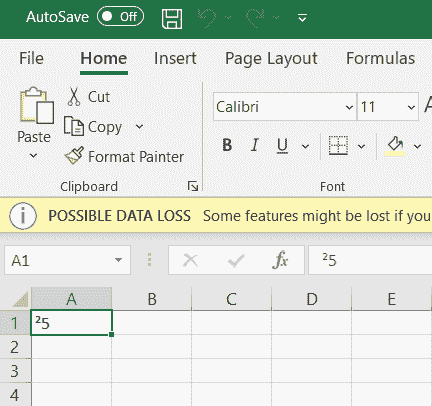 AutoSave Off
File Home Insert Page Layout Formulas
Cut
Copy
Paste
Format Painter
Clipboard
Calibri 11 A
B I U A
Font
POSSIBLE DATA LOSS Some features might be lost if you
A1 fx ²5
A B C D E
1 ²5
2
3
4